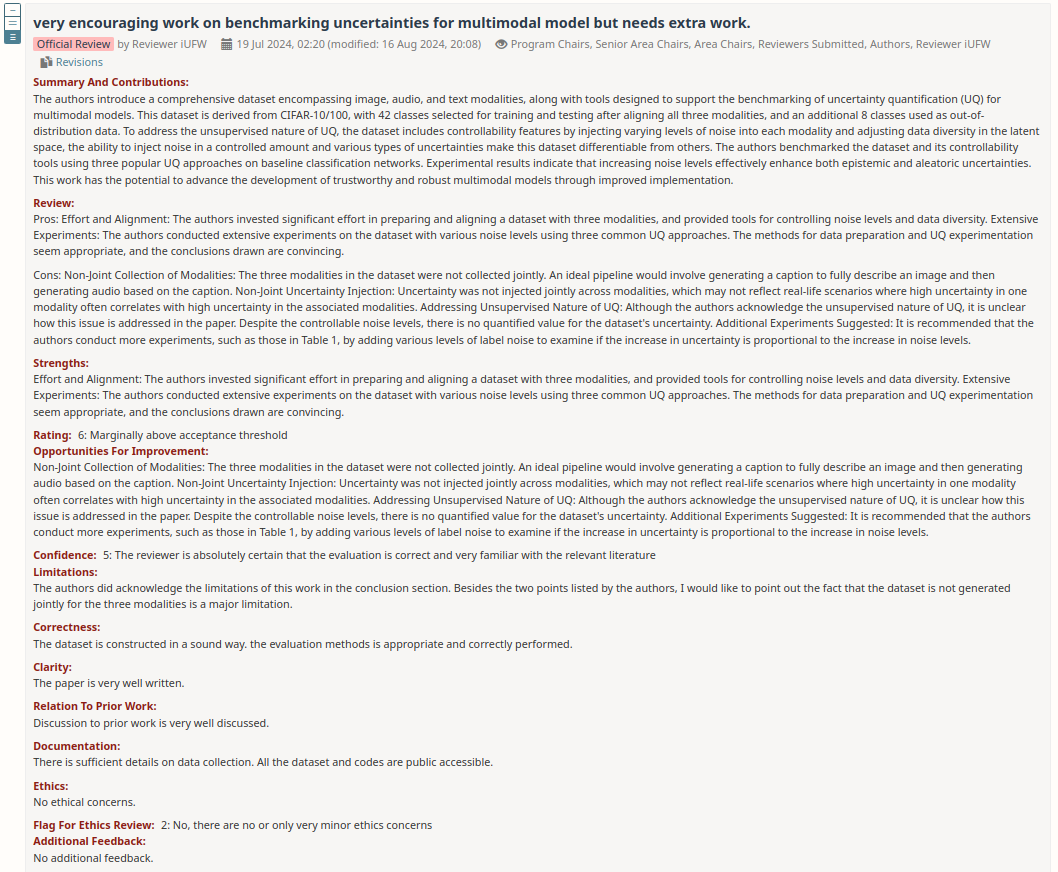 very encouraging work on benchmarking uncertainties for multimodal model but needs extra work.
Official Review by Reviewer iUFW 19 Jul 2024, 02:20 (modified: 16 Aug 2024, 20:08) Program Chairs, Senior Area Chairs, Area Chairs, Reviewers Submitted, Authors, Reviewer iUFW
Revisions
Summary And Contributions:
The authors introduce a comprehensive dataset encompassing image, audio, and text modalities, along with tools designed to support the benchmarking of uncertainty quantification (UQ) for
multimodal models. This dataset is derived from CIFAR-10/100, with 42 classes selected for training and testing after aligning all three modalities, and an additional 8 classes used as out-of-
distribution data. To address the unsupervised nature of UQ, the dataset includes controllability features by injecting varying levels of noise into each modality and adjusting data diversity in the latent
space, the ability to inject noise in a controlled amount and various types of uncertainties make this dataset differentiable from others. The authors benchmarked the dataset and its controllability
tools using three popular UQ approaches on baseline classification networks. Experimental results indicate that increasing noise levels effectively enhance both epistemic and aleatoric uncertainties.
This work has the potential to advance the development of trustworthy and robust multimodal models through improved implementation.
Review:
Pros: Effort and Alignment: The authors invested significant effort in preparing and aligning a dataset with three modalities, and provided tools for controlling noise levels and data diversity. Extensive
Experiments: The authors conducted extensive experiments on the dataset with various noise levels using three common UQ approaches. The methods for data preparation and UQ experimentation
seem appropriate, and the conclusions drawn are convincing.
Cons: Non-Joint Collection of Modalities: The three modalities in the dataset were not collected jointly. An ideal pipeline would involve generating a caption to fully describe an image and then
generating audio based on the caption. Non-Joint Uncertainty Injection: Uncertainty was not injected jointly across modalities, which may not reflect real-life scenarios where high uncertainty in one
modality often correlates with high uncertainty in the associated modalities. Addressing Unsupervised Nature of UQ: Although the authors acknowledge the unsupervised nature of UQ, it is unclear
how this issue is addressed in the paper. Despite the controllable noise levels, there is no quantified value for the dataset's uncertainty. Additional Experiments Suggested: It is recommended that the
authors conduct more experiments, such as those in Table 1, by adding various levels of label noise to examine if the increase in uncertainty is proportional to the increase in noise levels.
Strengths:
Effort and Alignment: The authors invested significant effort in preparing and aligning a dataset with three modalities, and provided tools for controlling noise levels and data diversity. Extensive
Experiments: The authors conducted extensive experiments on the dataset with various noise levels using three common UQ approaches. The methods for data preparation and UQ experimentation
seem appropriate, and the conclusions drawn are convincing.
Rating: 6: Marginally above acceptance threshold
Opportunities For Improvement:
Non-Joint Collection of Modalities: The three modalities in the dataset were not collected jointly. An ideal pipeline would involve generating a caption to fully describe an image and then generating
audio based on the caption. Non-Joint Uncertainty Injection: Uncertainty was not injected jointly across modalities, which may not reflect real-life scenarios where high uncertainty in one modality
often correlates with high uncertainty in the associated modalities. Addressing Unsupervised Nature of UQ: Although the authors acknowledge the unsupervised nature of UQ, it is unclear how this
issue is addressed in the paper. Despite the controllable noise levels, there is no quantified value for the dataset's uncertainty. Additional Experiments Suggested: It is recommended that the authors
conduct more experiments, such as those in Table 1, by adding various levels of label noise to examine if the increase in uncertainty is proportional to the increase in noise levels.
Confidence: 5: The reviewer is absolutely certain that the evaluation is correct and very familiar with the relevant literature
Limitations:
The authors did acknowledge the limitations of this work in the conclusion section. Besides the two points listed by the authors, I would like to point out the fact that the dataset is not generated
jointly for the three modalities is a major limitation.
Correctness:
The dataset is constructed in a sound way. the evaluation methods is appropriate and correctly performed.
Clarity:
The paper is very well written.
Relation To Prior Work:
Discussion to prior work is very well discussed.
Documentation:
There is sufficient details on data collection. All the dataset and codes are public accessible.
Ethics:
No ethical concerns.
Flag For Ethics Review: 2: No, there are no or only very minor ethics concerns
Additional Feedback:
No additional feedback.